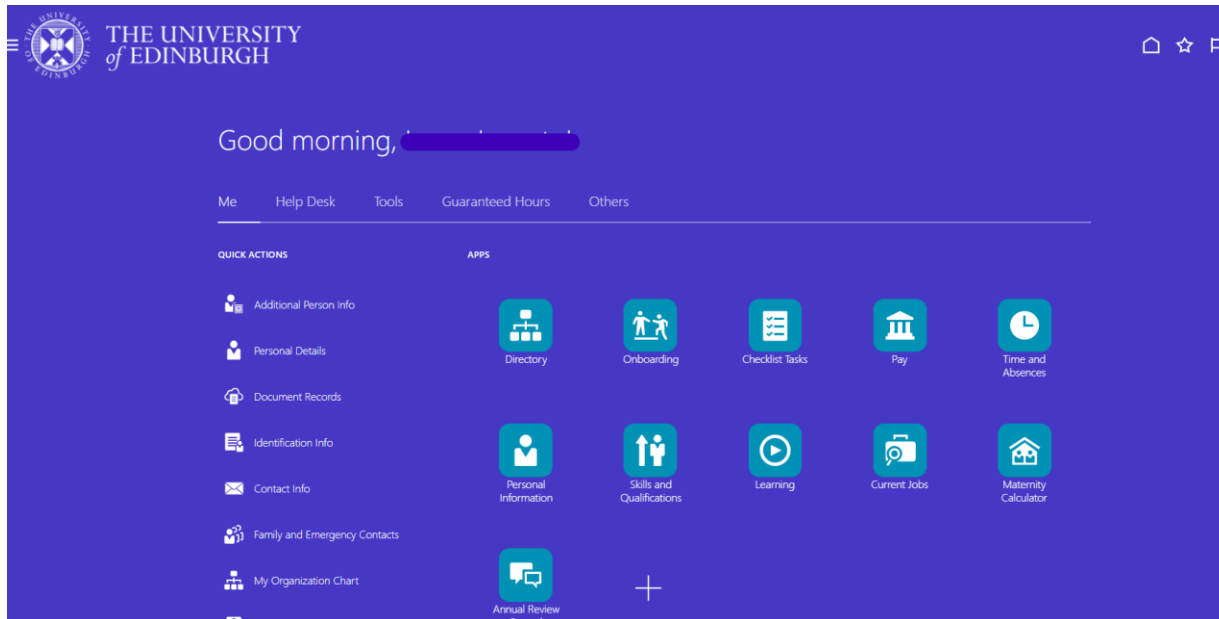 THE UNIVERSITY
of EDINBURGH
Good morning,
Me Help Desk Tools Guaranteed Hours Others
QUICK ACTIONS
APPS
Additional Person Info
Personal Details
Document Records
Identification Info
Contact Info
Family and Emergency Contacts
My Organization Chart
Directory
Onboarding
Checklist Tasks
Pay
Time and
Absences
Personal
Information
Skills and
Qualifications
Learning
Current Jobs
Maternity
Calculator
Annual Review